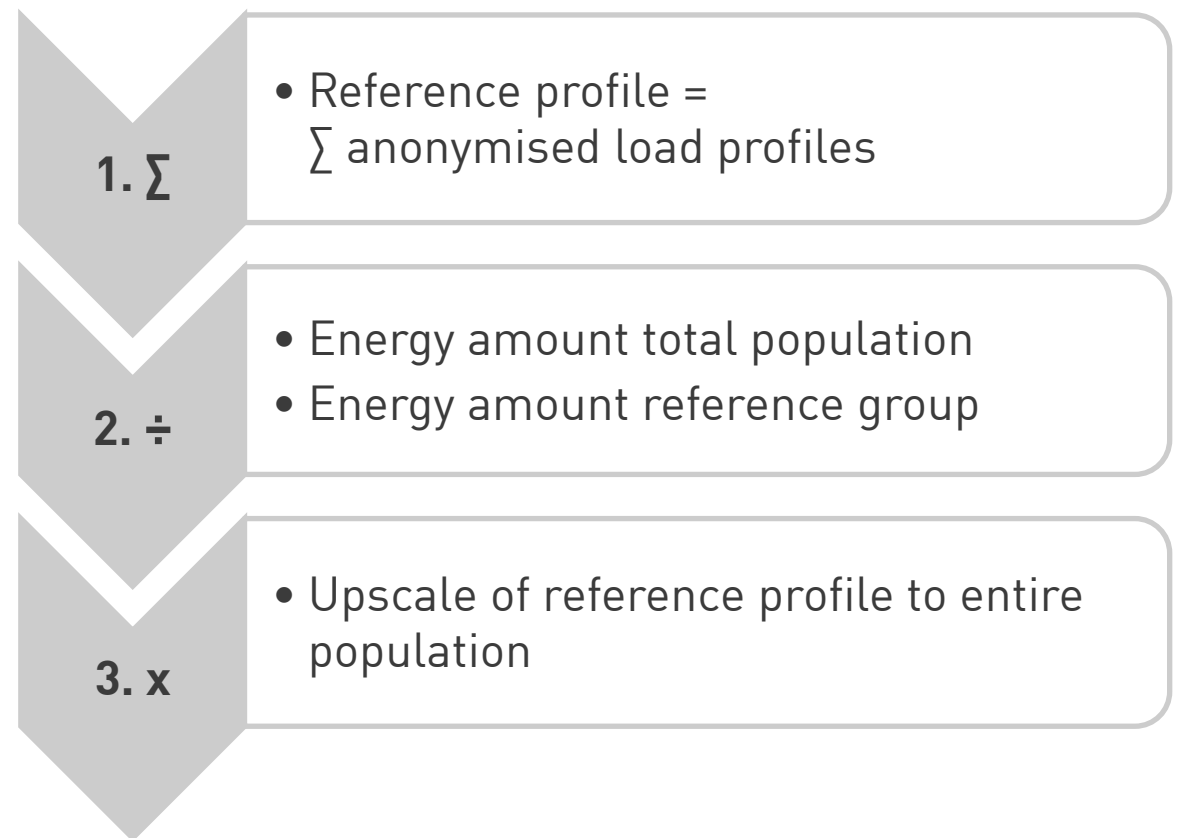 1. ∑
• Reference profile =
∑ anonymised load profiles
2. ÷
• Energy amount total population
• Energy amount reference group
3. x
• Upscale of reference profile to entire
population